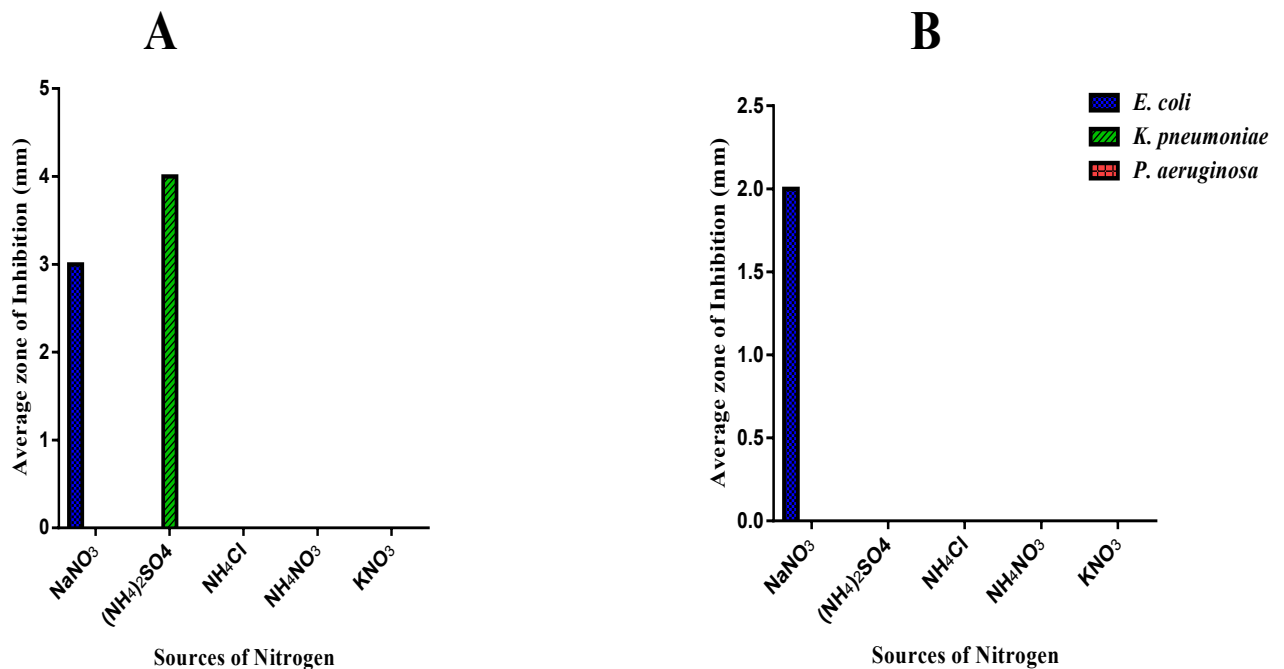 A
Average zone of Inhibition (mm)
5
4
3
2
1
0
NaNO₃
(NH₄)₂SO4
NH₄Cl
NH₄NO₃
KNO₃
Sources of Nitrogen
B
Average zone of Inhibition (mm)
2.5
2.0
1.5
1.0
0.5
0.0
NaNO₃
(NH₄)₂SO4
NH₄Cl
NH₄NO₃
KNO₃
Sources of Nitrogen
E. coli
K. pneumoniae
P. aeruginosa